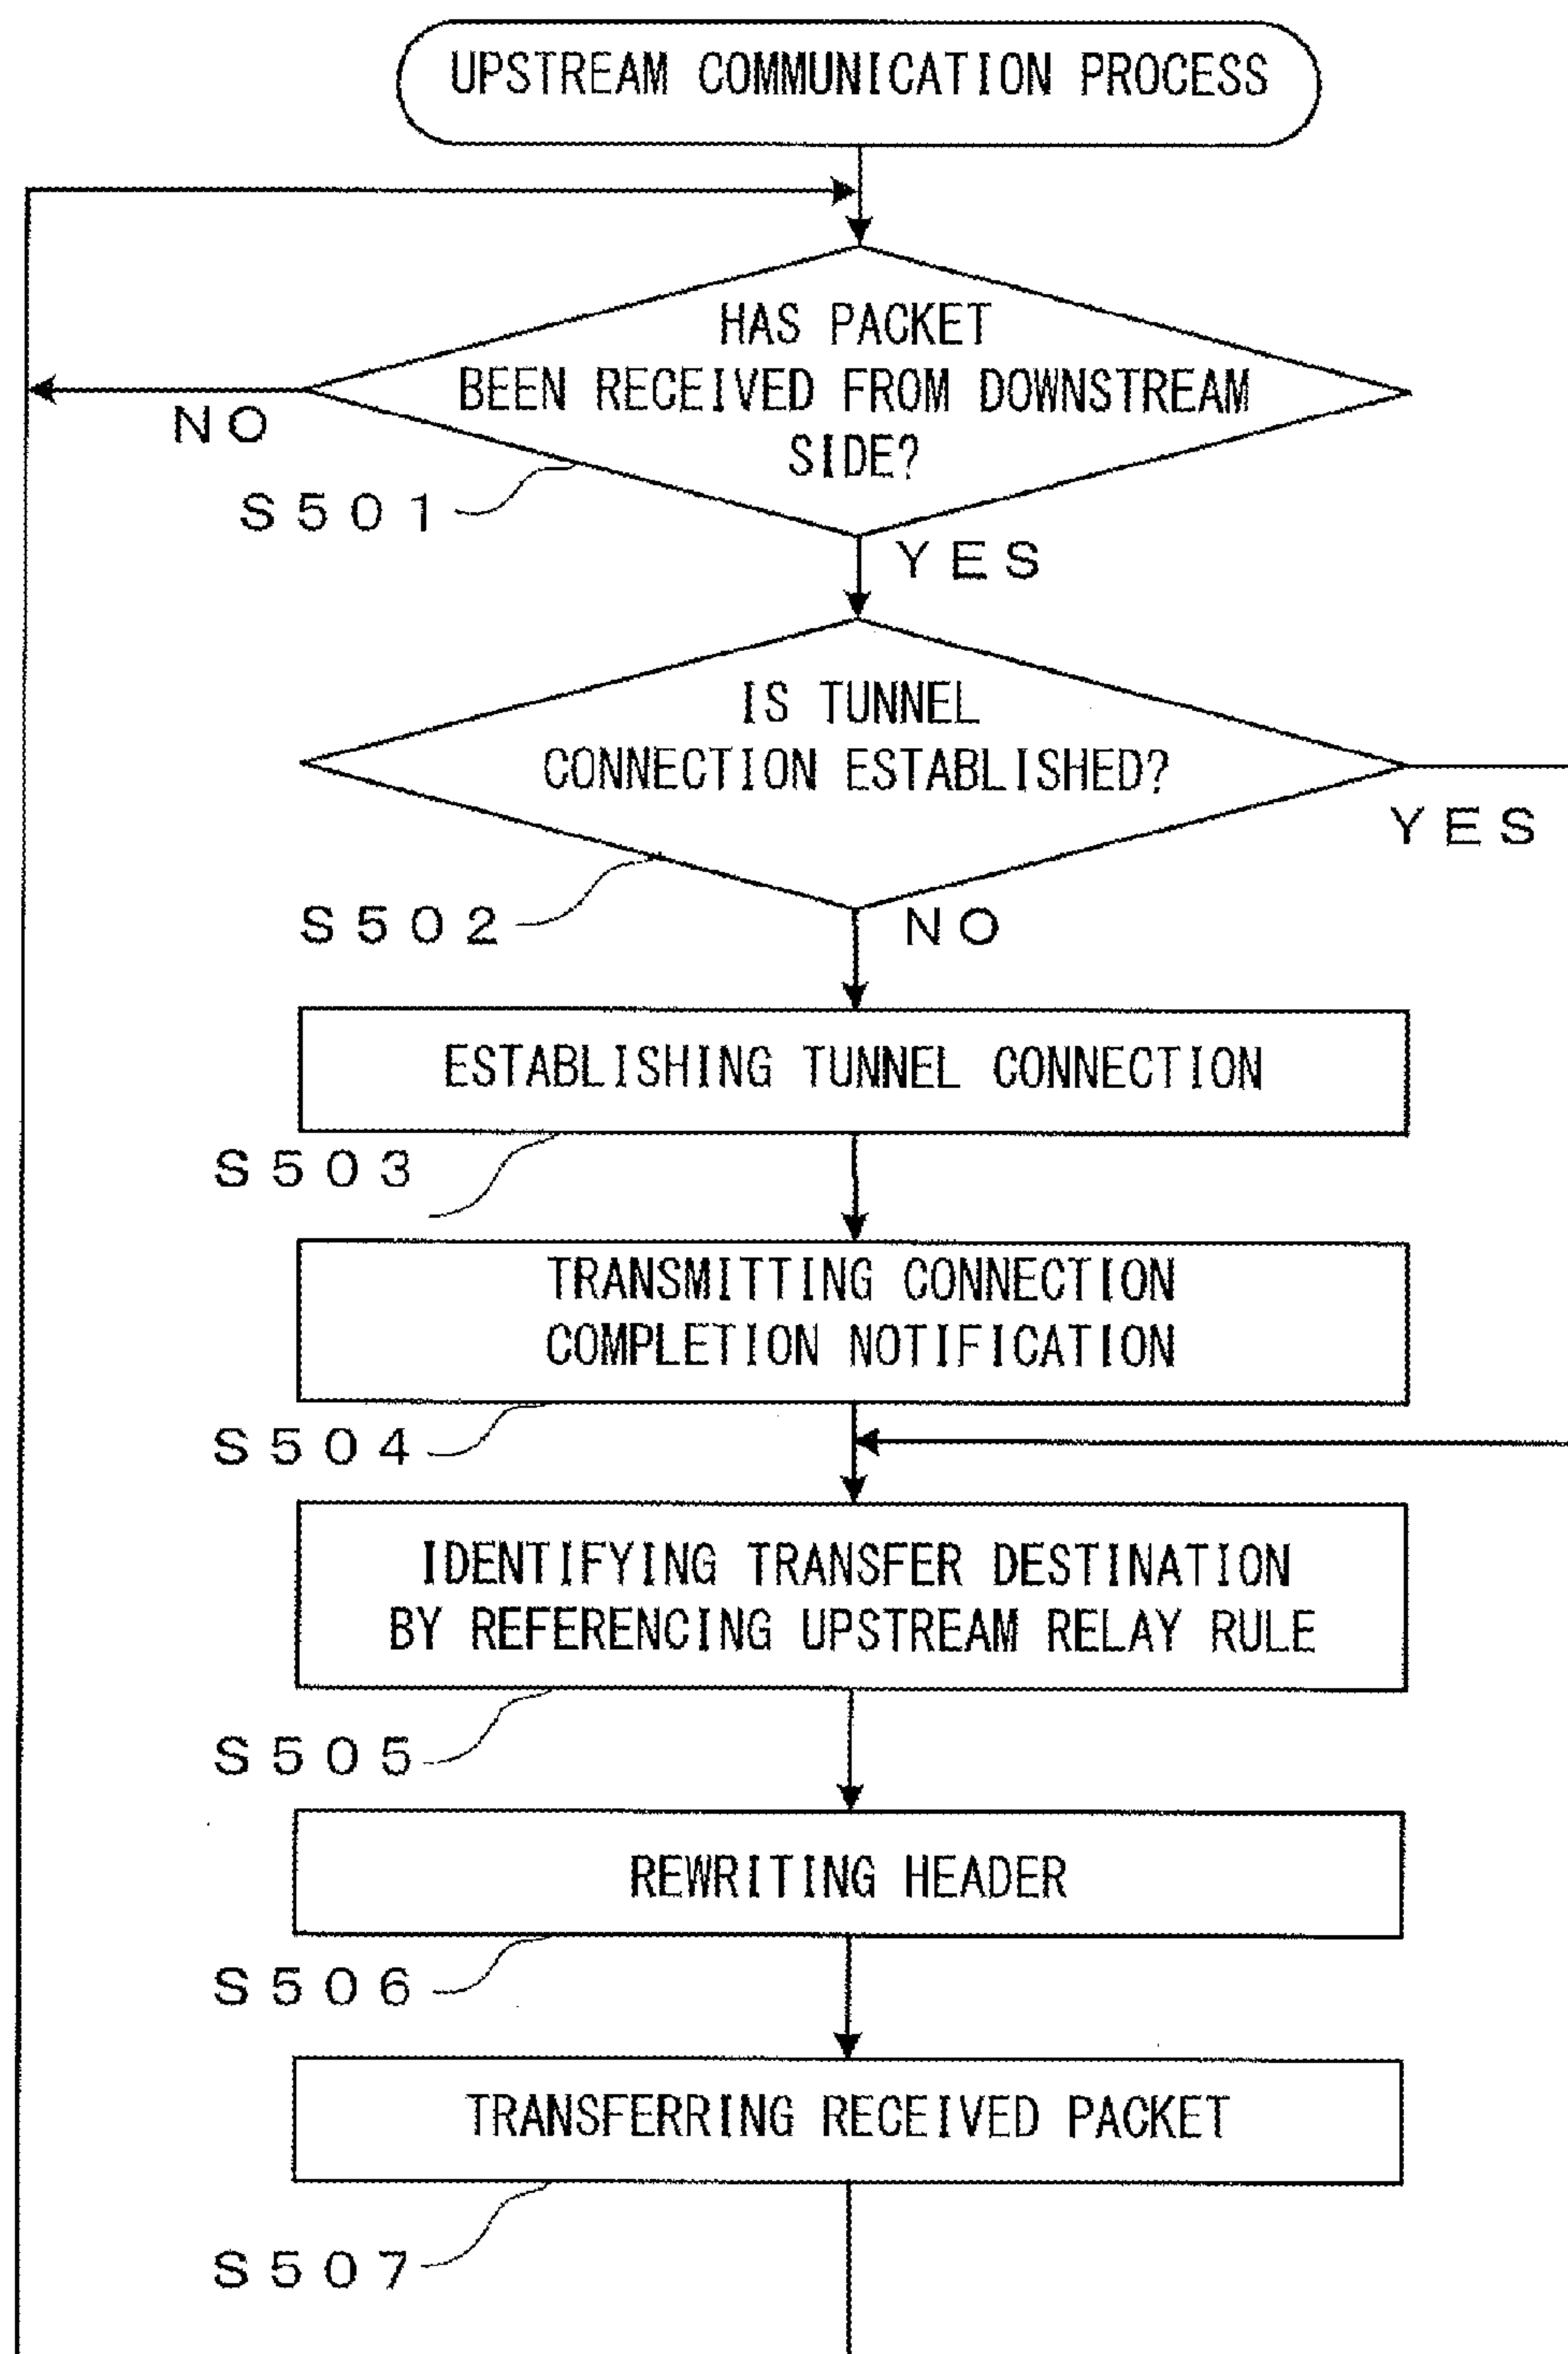 UPSTREAM COMMUNICATION PROCESS
HAS PACKET
BEEN RECEIVED FROM DOWNSTREAM
SIDE?
NO
S501
YES
IS TUNNEL
CONNECTION ESTABLISHED?
YES
S502
NO
ESTABLISHING TUNNEL CONNECTION
S503
TRANSMITTING CONNECTION
COMPLETION NOTIFICATION
S504
IDENTIFYING TRANSFER DESTINATION
BY REFERENCING UPSTREAM RELAY RULE
S505
REWRITING HEADER
S506
TRANSFERRING RECEIVED PACKET
S507